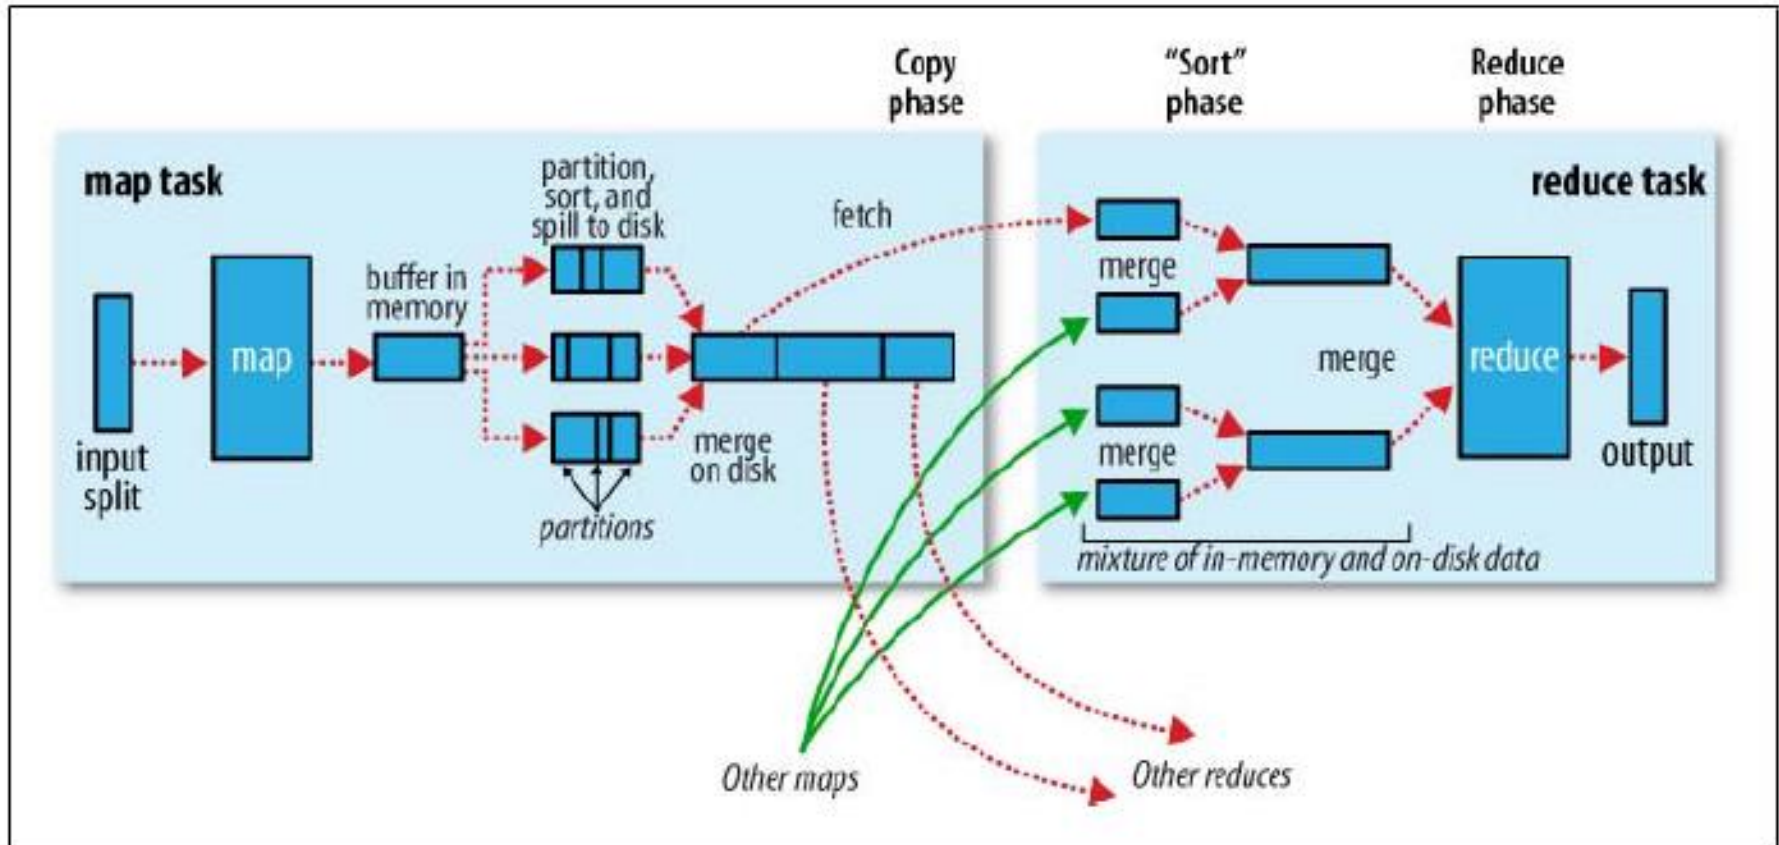 Copy
phase
“Sort”
phase
Reduce
phase
map task
partition,
sort, and
spill to disk
fetch
buffer in
memory
map
input
split
merge
on disk
partitions
reduce task
merge
merge
merge
reduce
output
mixture of in-memory and on-disk data
Other maps
Other reduces